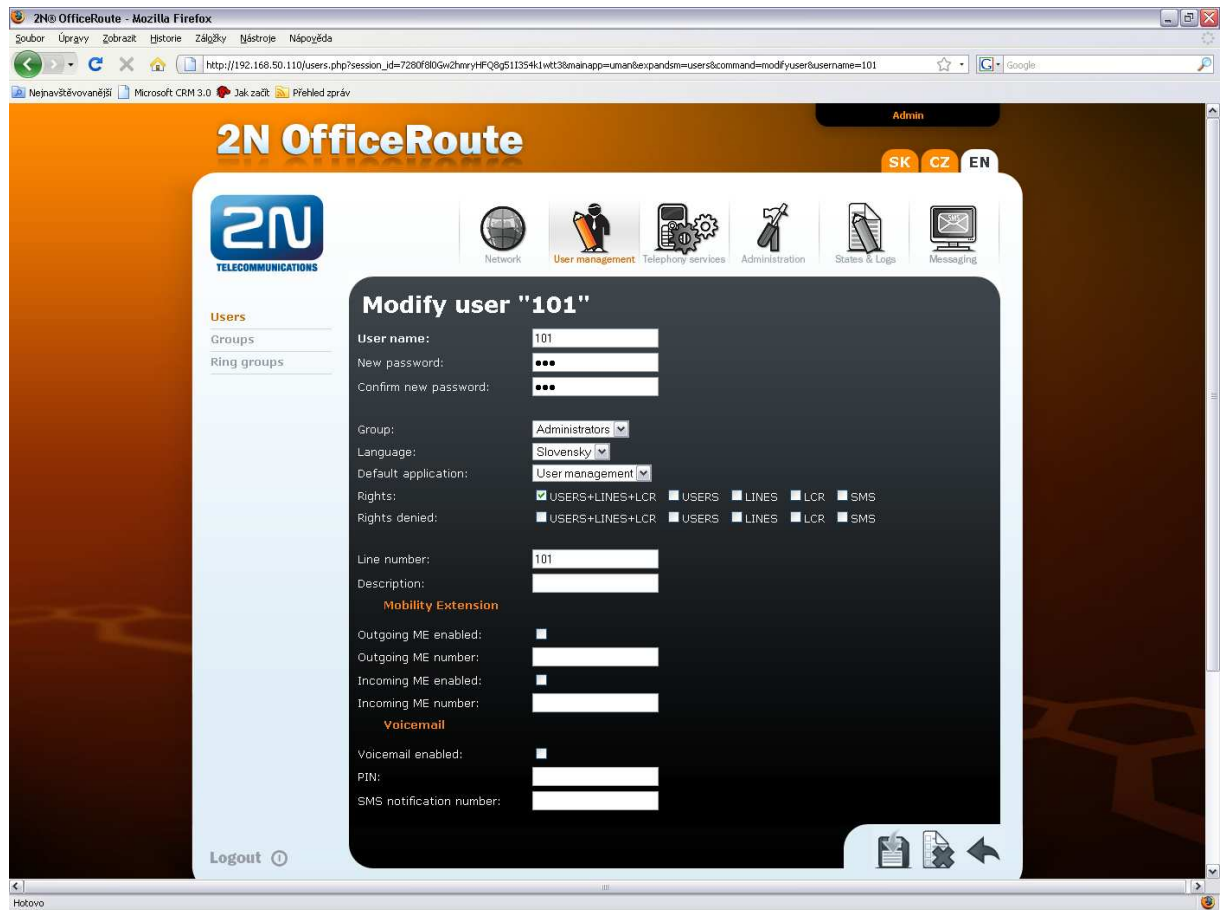 2N® OfficeRoute - Mozilla Firefox
Soubor Úpravy Zobrazit Historie Záložky Nástroje Nápověda
http://192.168.50.110/users.php?session_id=7280f8l0Gw2hmryHFQ8g51I354k1wtt3&mainapp=uman&expandsm=users&command=modifyuser&username=101
G Google
Nejnavštěvovanější Microsoft CRM 3.0 Jak začít Přehled zpráv
Admin
2N OfficeRoute
SK CZ EN
2N
TELECOMMUNICATIONS
SMS
Network User management Telephony services Administration States & Logs Messaging
Users
Groups
Ring groups
Modify user "101"
User name: 101
New password: •••
Confirm new password: •••
Group: Administrators
Language: Slovensky
Default application: User management
Rights: USERS+LINES+LCR USERS LINES LCR SMS
Rights denied: USERS+LINES+LCR USERS LINES LCR SMS
Line number: 101
Description:
Mobility Extension
Outgoing ME enabled:
Outgoing ME number:
Incoming ME enabled:
Incoming ME number:
Voicemail
Voicemail enabled:
PIN:
SMS notification number:
Logout
Hotovo